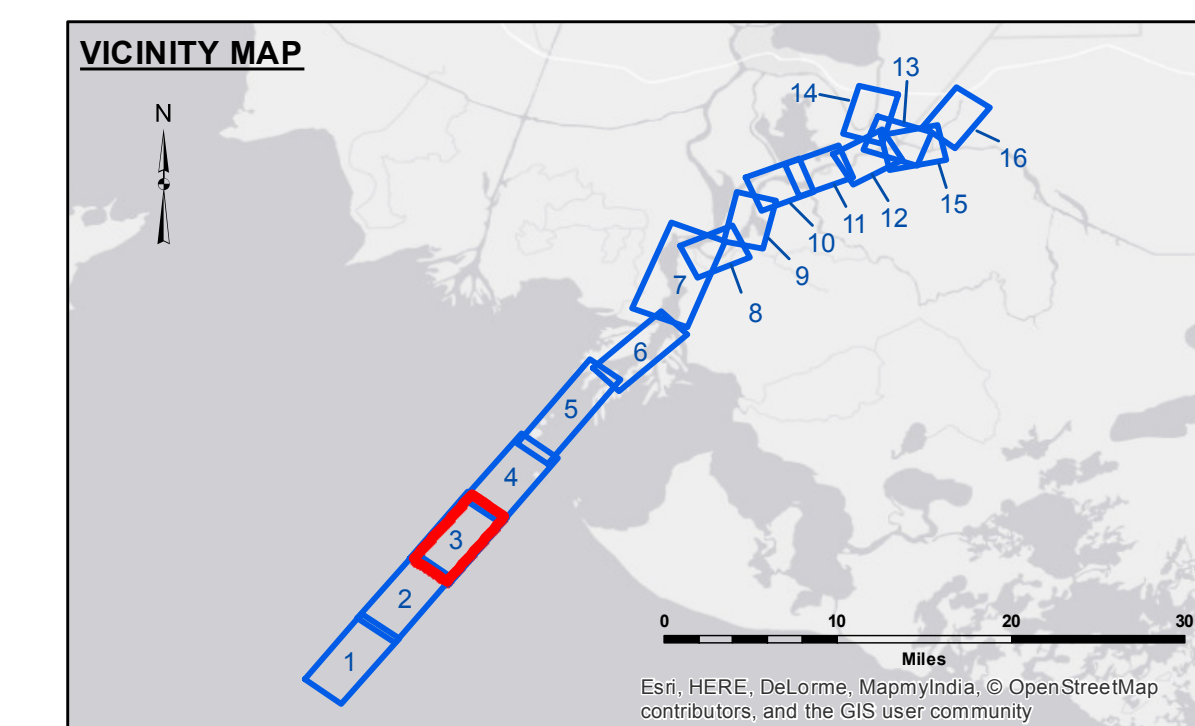 VICINITY MAP
N
13
14
16
15
12
11
10
9
8
7
6
5
4
3
2
1
0 10 20 30
Miles
Esri, HERE, DeLorme, MapmyIndia, © OpenStreetMap
contributors, and the GIS user community